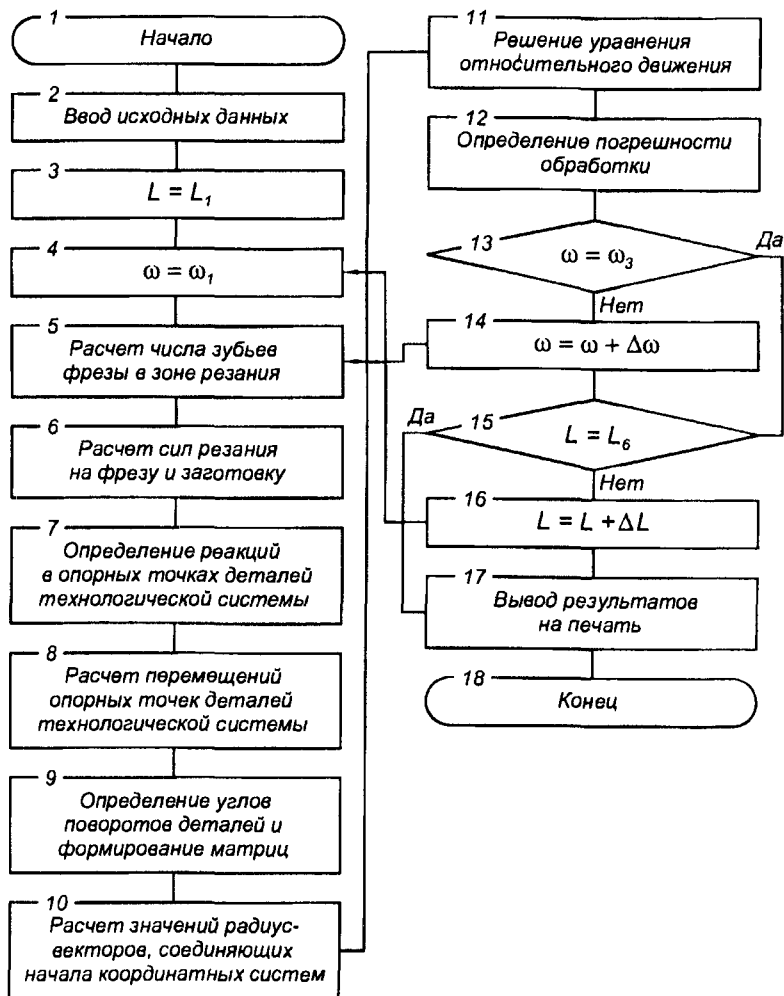 1
Начало
2
Ввод исходных данных
3
L = L₁
4
ω = ω₁
5
Расчет числа зубьев
фрезы в зоне резания
6
Расчет сил резания
на фрезу и заготовку
7
Определение реакций
в опорных точках деталей
технологической системы
8
Расчет перемещений
опорных точек деталей
технологической системы
9
Определение углов
поворотов деталей и
формирование матриц
10
Расчет значений радиус-
векторов, соединяющих
начала координатных систем
11
Решение уравнения
относительного движения
12
Определение погрешности
обработки
13
Да
ω = ω₃
Нет
14
ω = ω + Δω
15
Да
L = L₆
Нет
16
L = L + ΔL
17
Вывод результатов
на печать
18
Конец